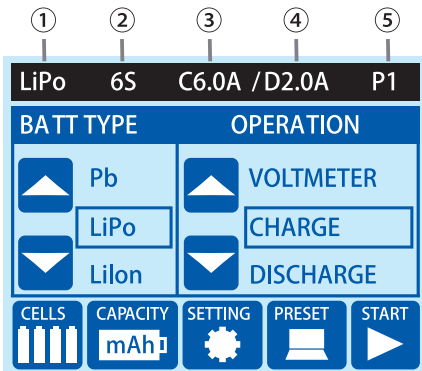 ① ② ③ ④ ⑤
LiPo 6S C6.0A / D2.0A P1
BATT TYPE OPERATION
Pb VOLTMETER
LiPo CHARGE
LiIon DISCHARGE
CELLS CAPACITY SETTING PRESET START
mAh